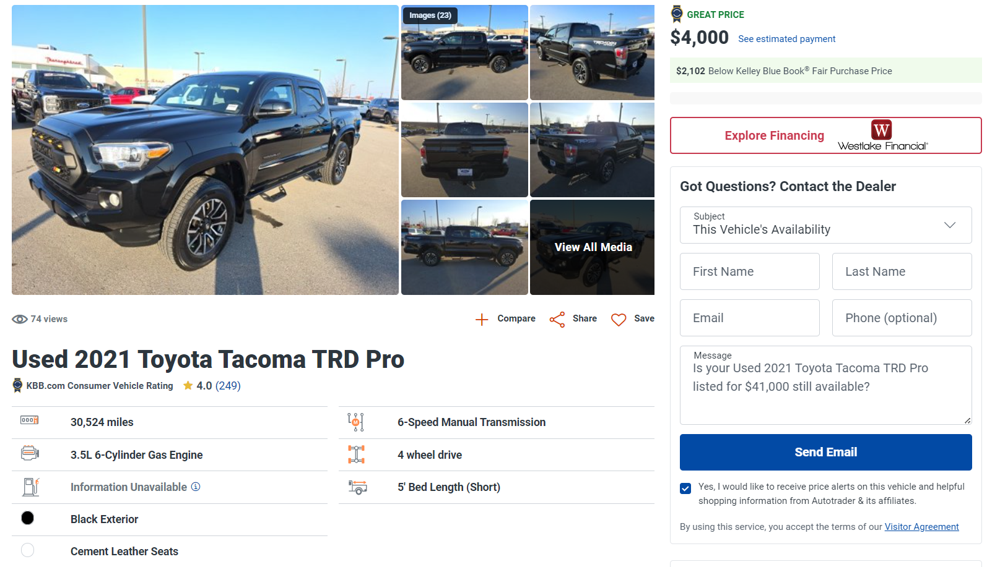 Images (23)
View All Media
GREAT PRICE
$4,000 See estimated payment
$2,102 Below Kelley Blue Book® Fair Purchase Price
Explore Financing
W
Westlake Financial®
Got Questions? Contact the Dealer
Subject
This Vehicle's Availability
First Name
Last Name
Email
Phone (optional)
Message
Is your Used 2021 Toyota Tacoma TRD Pro
listed for $41,000 still available?
Send Email
Yes, I would like to receive price alerts on this vehicle and helpful
shopping information from Autotrader & its affiliates.
By using this service, you accept the terms of our Visitor Agreement
74 views
Compare
Share
Save
Used 2021 Toyota Tacoma TRD Pro
KBB.com Consumer Vehicle Rating 4.0 (249)
30,524 miles
6-Speed Manual Transmission
3.5L 6-Cylinder Gas Engine
4 wheel drive
Information Unavailable
5' Bed Length (Short)
Black Exterior
Cement Leather Seats